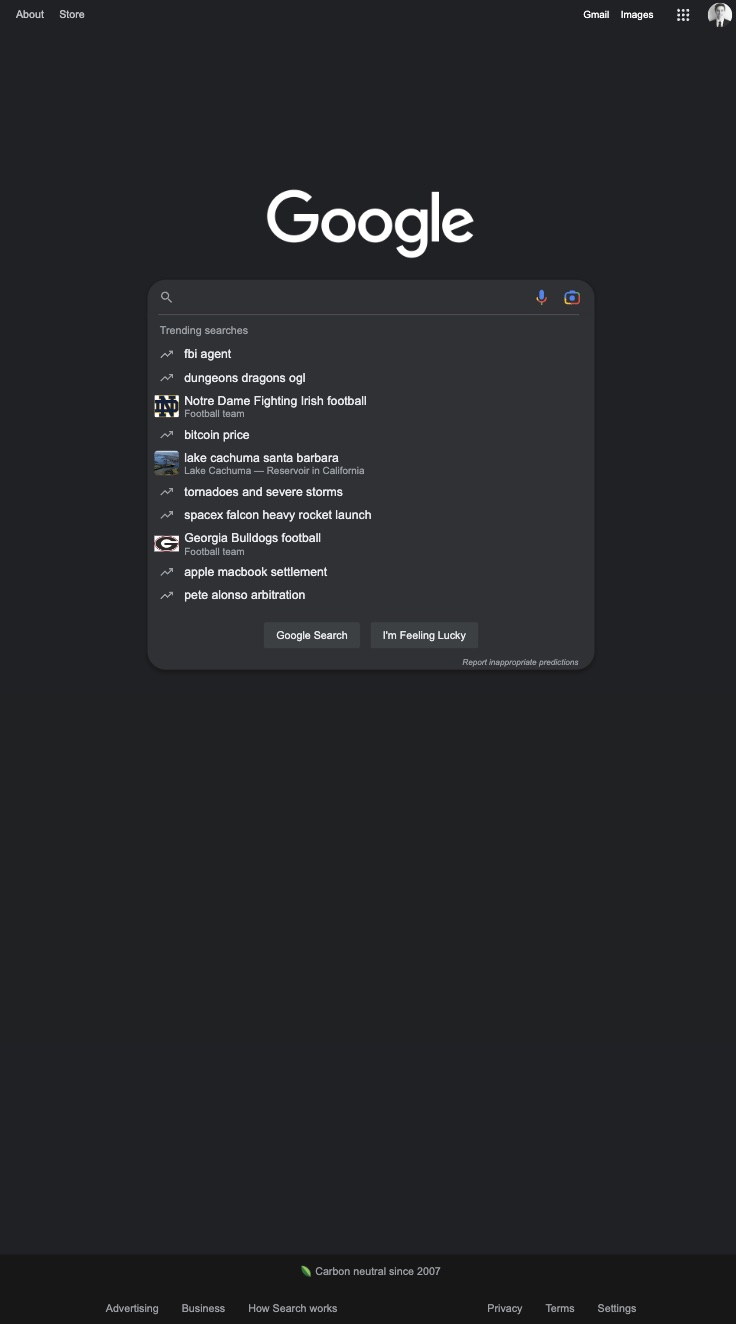 About Store Gmail Images
Google
Trending searches
fbi agent
dungeons dragons ogl
Notre Dame Fighting Irish football
Football team
bitcoin price
lake cachuma santa barbara
Lake Cachuma — Reservoir in California
tornadoes and severe storms
spacex falcon heavy rocket launch
Georgia Bulldogs football
Football team
apple macbook settlement
pete alonso arbitration
Google Search I'm Feeling Lucky
Report inappropriate predictions
Carbon neutral since 2007
Advertising Business How Search works Privacy Terms Settings